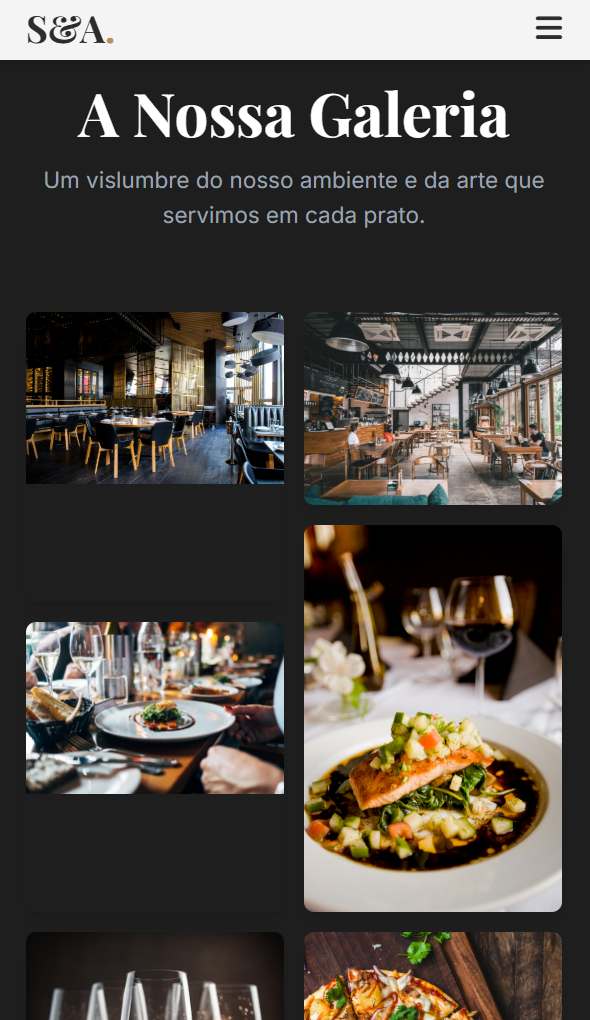 S&A.
A Nossa Galeria
Um vislumbre do nosso ambiente e da arte que
servimos em cada prato.